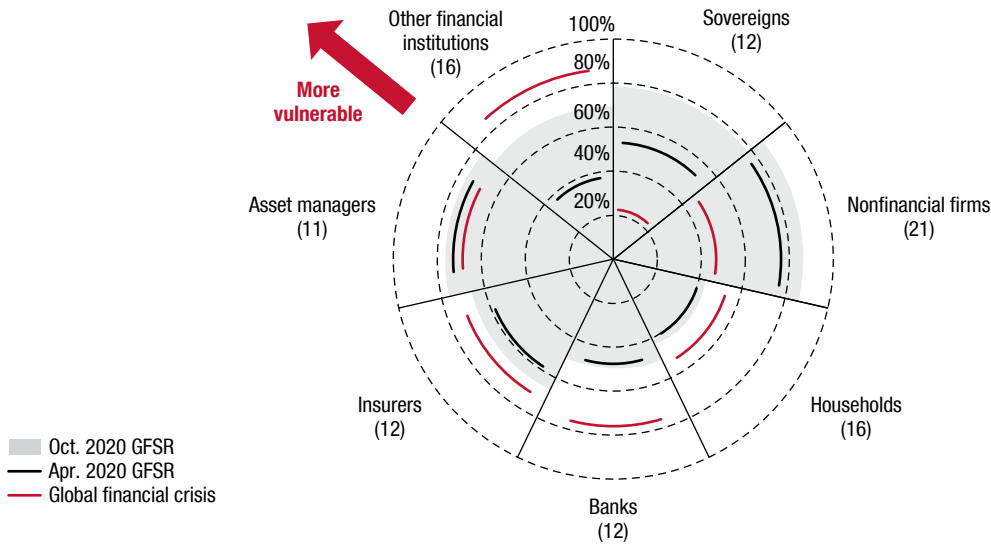 Other financial
institutions
(16)
100%
Sovereigns
(12)
80%
More
vulnerable
60%
40%
20%
Asset managers
(11)
Nonfinancial firms
(21)
Insurers
(12)
Households
(16)
Banks
(12)
Oct. 2020 GFSR
Apr. 2020 GFSR
Global financial crisis